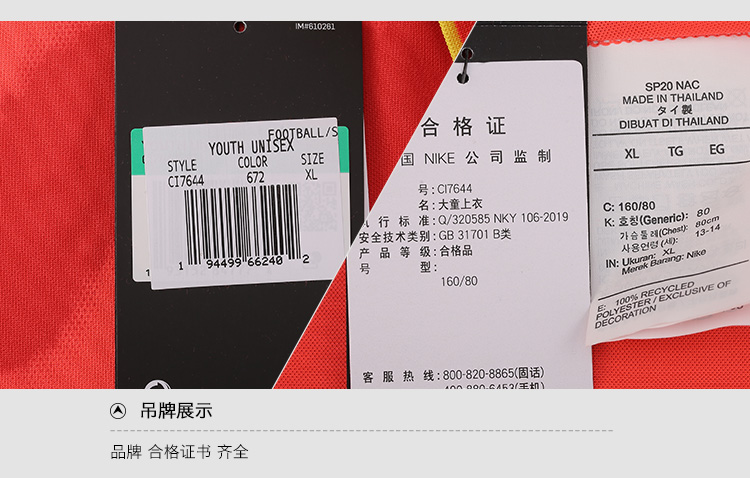 IM#610261
FOOTBALL/S
YOUTH UNISEX
STYLE COLOR SIZE
CI7644 672 XL
1 94499 66240 2
合格证
国 NIKE 公司监制
号:CI7644
名:大童上衣
执行标准:Q/320585 NKY 106-2019
安全技术类别:GB 31701 B类
产品等级:合格品
号型:
160/80
客服热线:800-820-8865(固话)
400-880-6453(手机)
SP20 NAC
MADE IN THAILAND
タイ製
DIBUAT DI THAILAND
XL TG EG
C: 160/80
K: 호칭(Generic): 80
가슴둘레(Chest): 80cm
사용연령 (세): 13-14
IN: Ukuran: XL
Merek Barang: Nike
E: 100% RECYCLED
POLYESTER / EXCLUSIVE OF
DECORATION
吊牌展示
品牌 合格证书 齐全